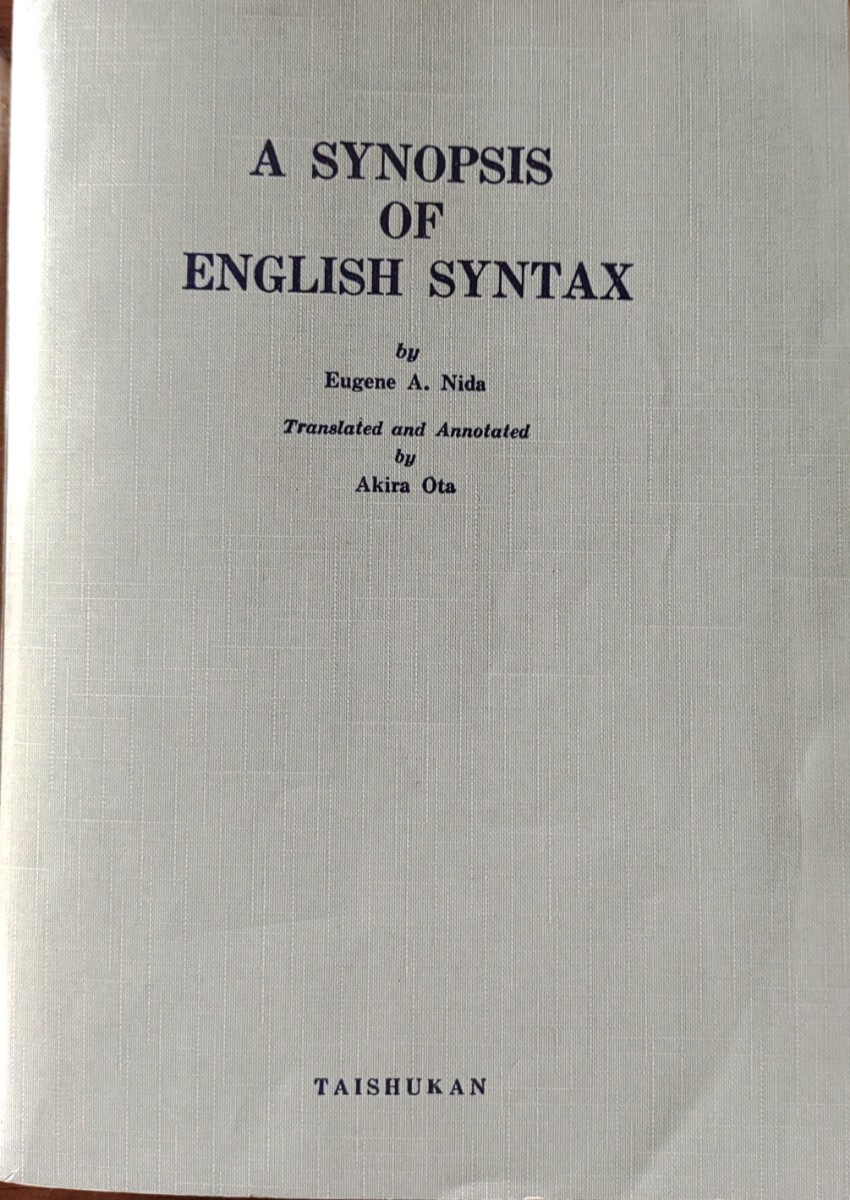 A SYNOPSIS
OF
ENGLISH SYNTAX
by
Eugene A. Nida
Translated and Annotated
by
Akira Ota
TAISHUKAN